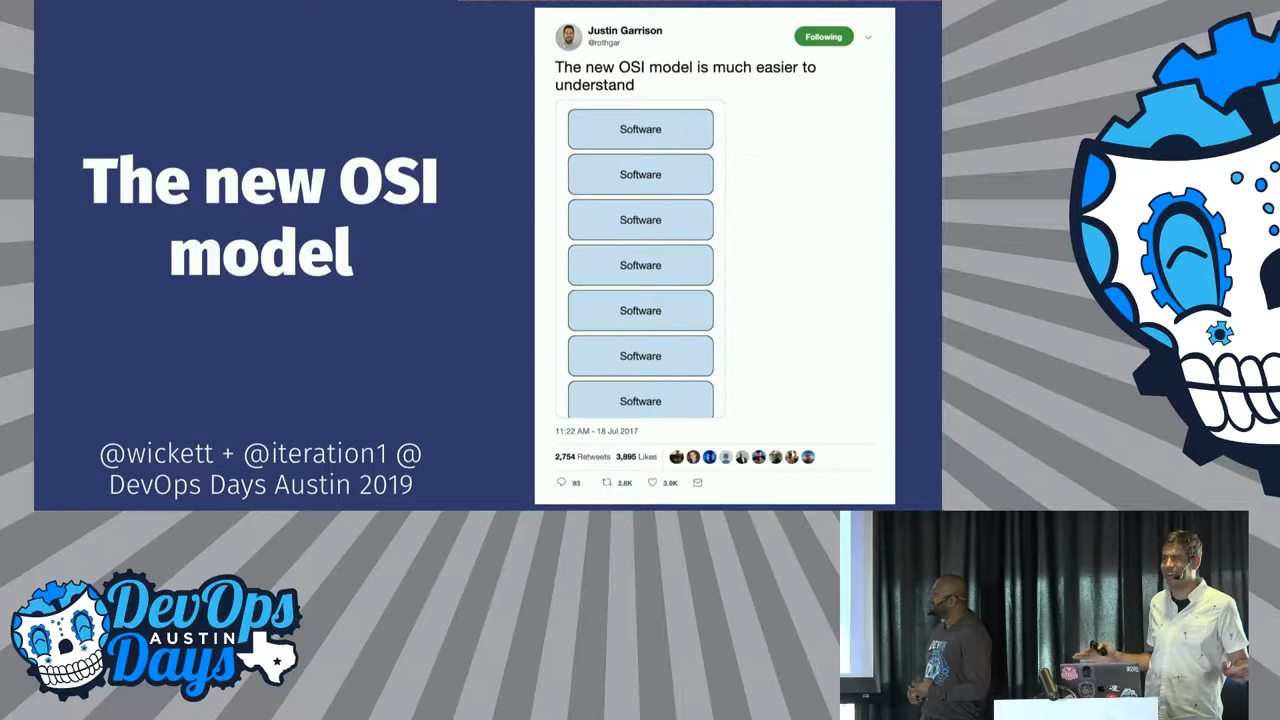 The new OSI
model
@wickett + @iteration1 @
DevOps Days Austin 2019
Justin Garrison
@rothgar
Following
The new OSI model is much easier to
understand
Software
Software
Software
Software
Software
Software
Software
11:22 AM - 18 Jul 2017
2,754 Retweets 3,895 Likes
93 2.8K 3.9K
DevOps
AUSTIN
Days